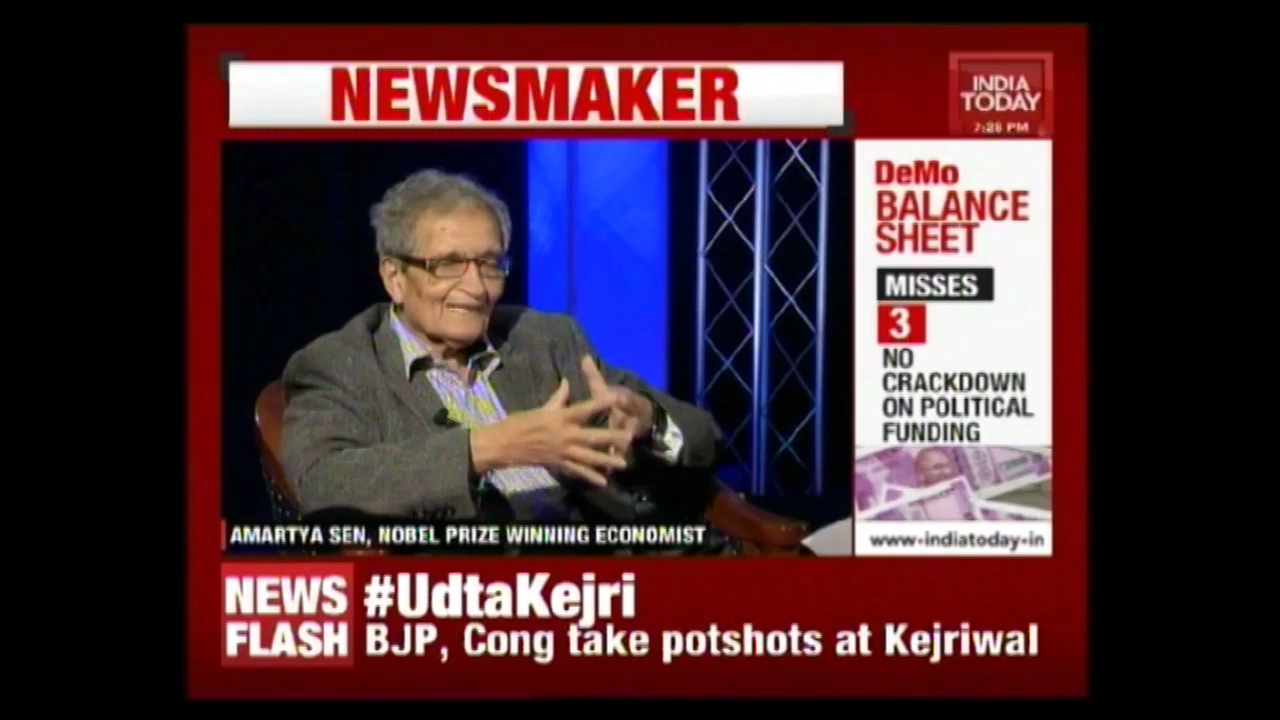 NEWSMAKER
INDIA
TODAY
7:28 PM
DeMo
BALANCE
SHEET
MISSES
3
NO
CRACKDOWN
ON POLITICAL
FUNDING
www.indiatoday.in
AMARTYA SEN, NOBEL PRIZE WINNING ECONOMIST
NEWS
FLASH
#UdtaKejri
BJP, Cong take potshots at Kejriwal